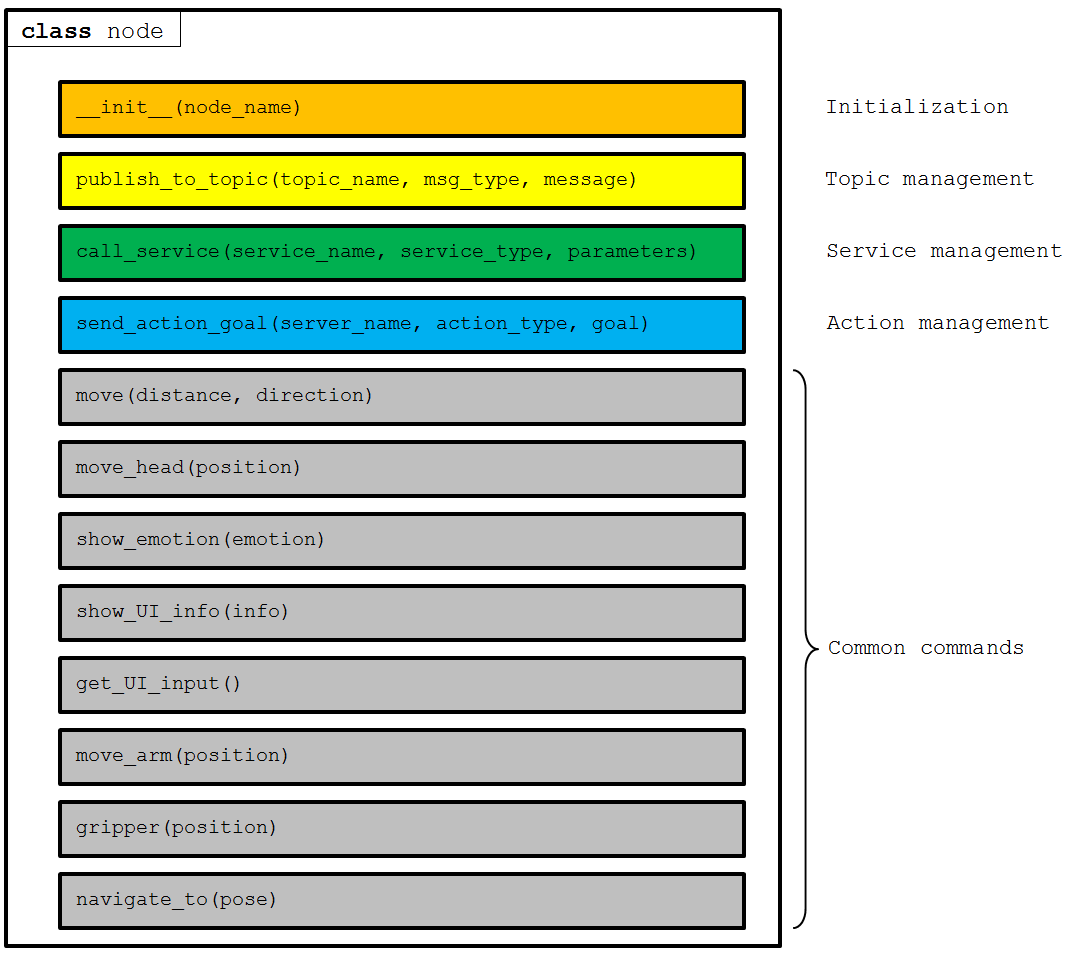 class node
__init__(node_name)
Initialization
publish_to_topic(topic_name, msg_type, message)
Topic management
call_service(service_name, service_type, parameters)
Service management
send_action_goal(server_name, action_type, goal)
Action management
move(distance, direction)
move_head(position)
show_emotion(emotion)
show_UI_info(info)
Common commands
get_UI_input()
move_arm(position)
gripper(position)
navigate_to(pose)